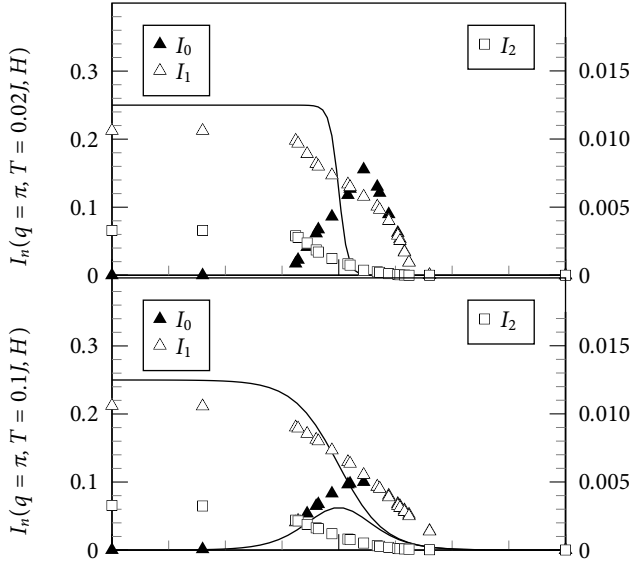 I₀
I₁
I₂
0.3
0.2
0.1
0
0.015
0.010
0.005
0
Iₙ(q = π, T = 0.02J, H)
I₀
I₁
I₂
0.3
0.2
0.1
0
0.015
0.010
0.005
0
Iₙ(q = π, T = 0.1J, H)